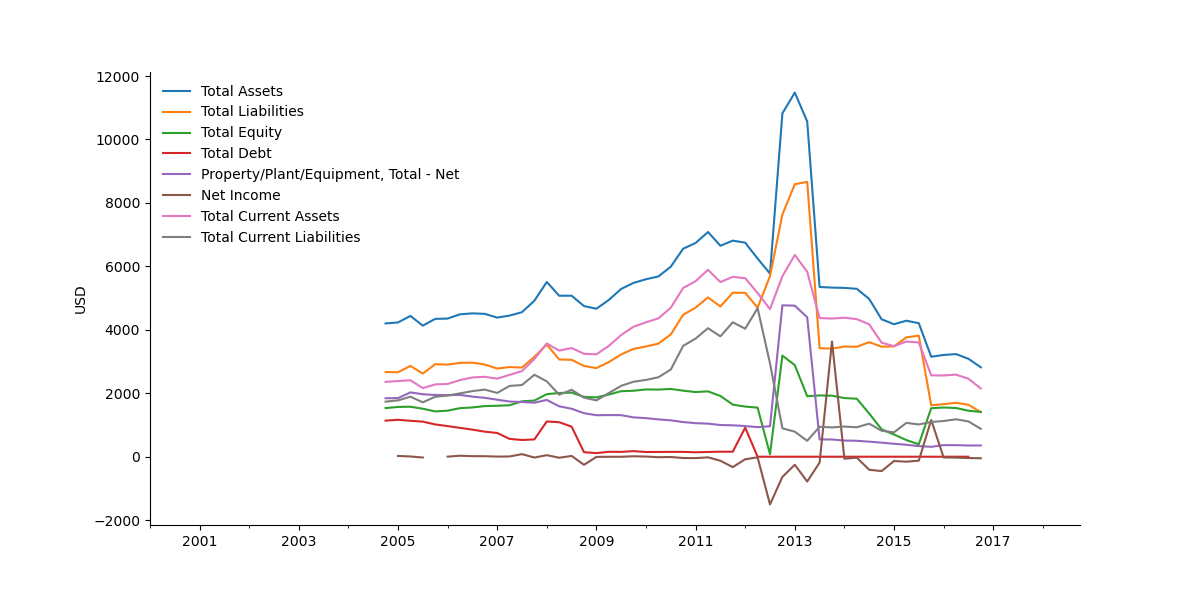 12000
10000
8000
6000
4000
2000
0
−2000
USD
Total Assets
Total Liabilities
Total Equity
Total Debt
Property/Plant/Equipment, Total - Net
Net Income
Total Current Assets
Total Current Liabilities
2001 2003 2005 2007 2009 2011 2013 2015 2017